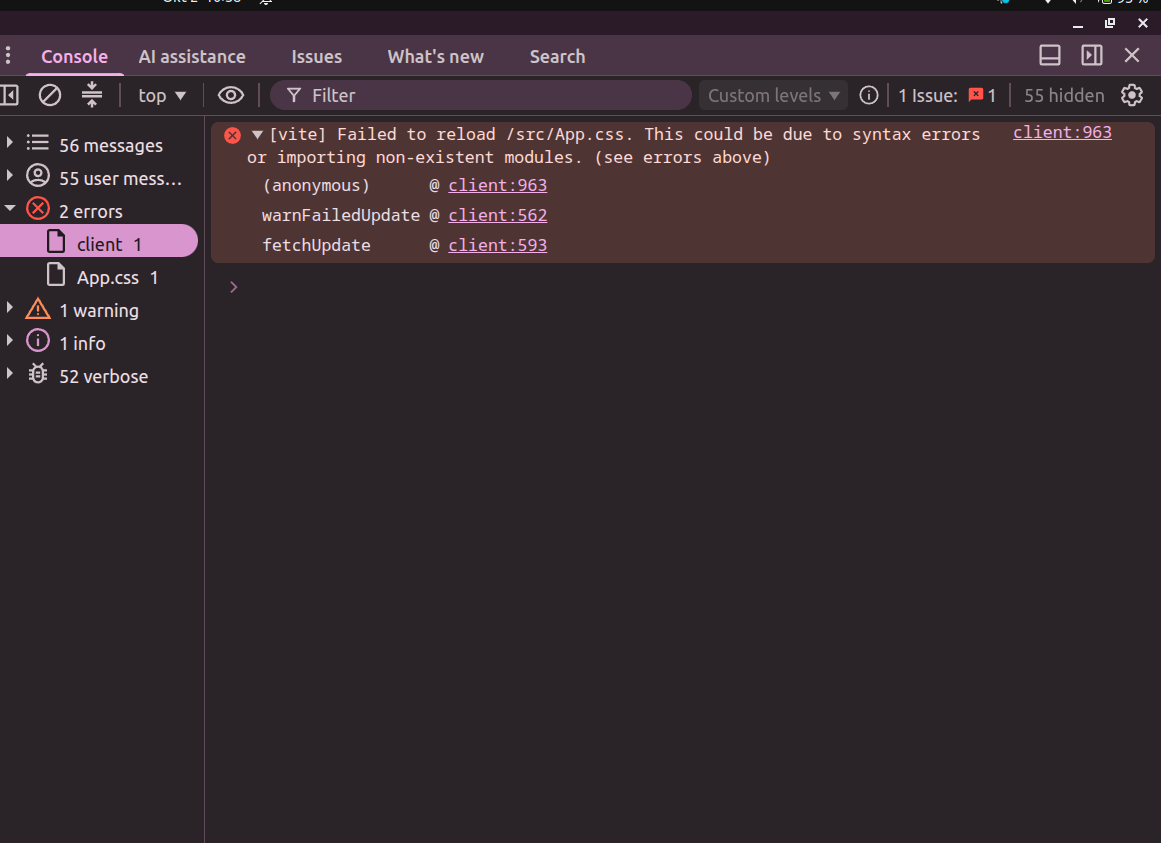 Console AI assistance Issues What's new Search
top Filter Custom levels 1 Issue: 1 55 hidden
56 messages
55 user mess...
2 errors
client 1
App.css 1
1 warning
1 info
52 verbose
[vite] Failed to reload /src/App.css. This could be due to syntax errors client:963
or importing non-existent modules. (see errors above)
(anonymous) @ client:963
warnFailedUpdate @ client:562
fetchUpdate @ client:593